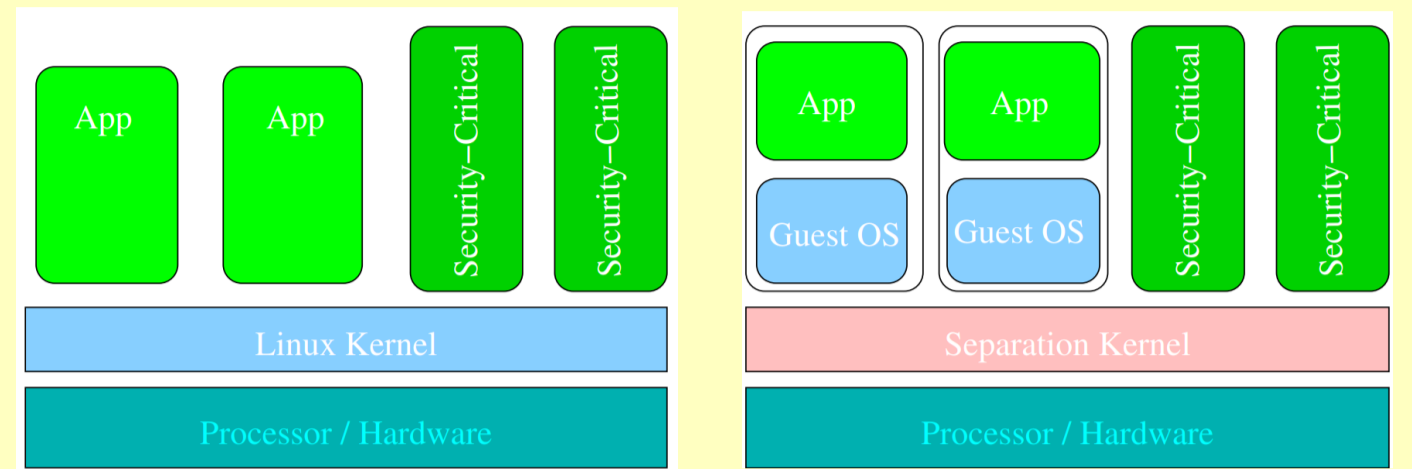 App
App
Security–Critical
Security–Critical
Linux Kernel
Processor / Hardware
App
App
Guest OS
Guest OS
Security–Critical
Security–Critical
Separation Kernel
Processor / Hardware